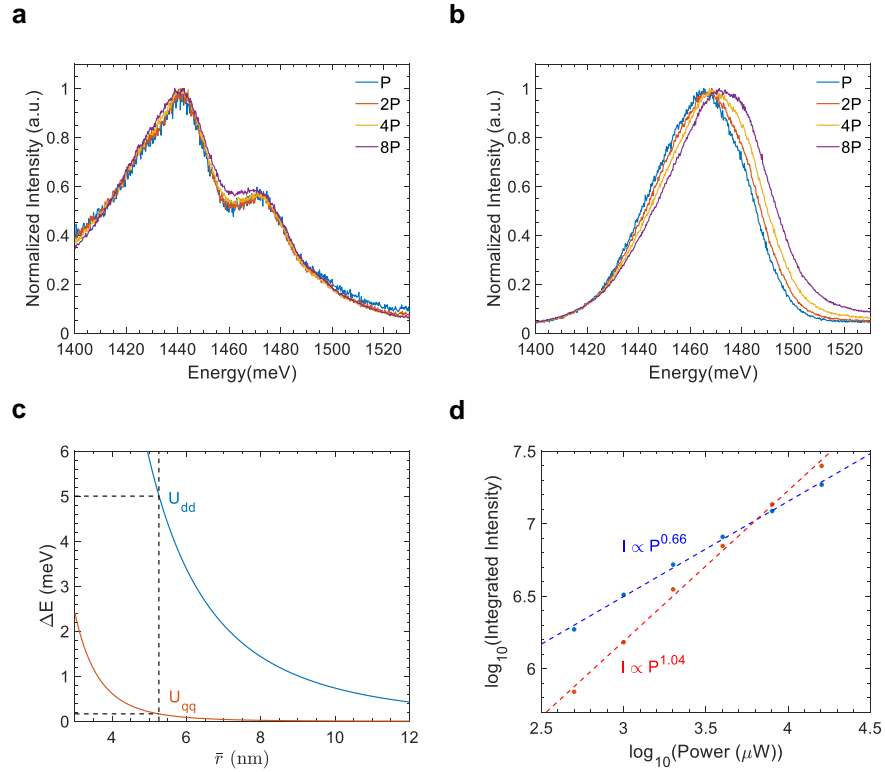 a
Normalized Intensity (a.u.)
1
0.8
0.6
0.4
0.2
0
1400 1420 1440 1460 1480 1500 1520
Energy(meV)
P
2P
4P
8P
b
Normalized Intensity (a.u.)
1
0.8
0.6
0.4
0.2
0
1400 1420 1440 1460 1480 1500 1520
Energy(meV)
P
2P
4P
8P
c
ΔE (meV)
6
5
4
3
2
1
0
4 6 8 10 12
r̄ (nm)
U_dd
U_qq
d
log₁₀(Integrated Intensity)
7.5
7
6.5
6
2.5 3 3.5 4 4.5
log₁₀(Power (μW))
I ∝ P^0.66
I ∝ P^1.04